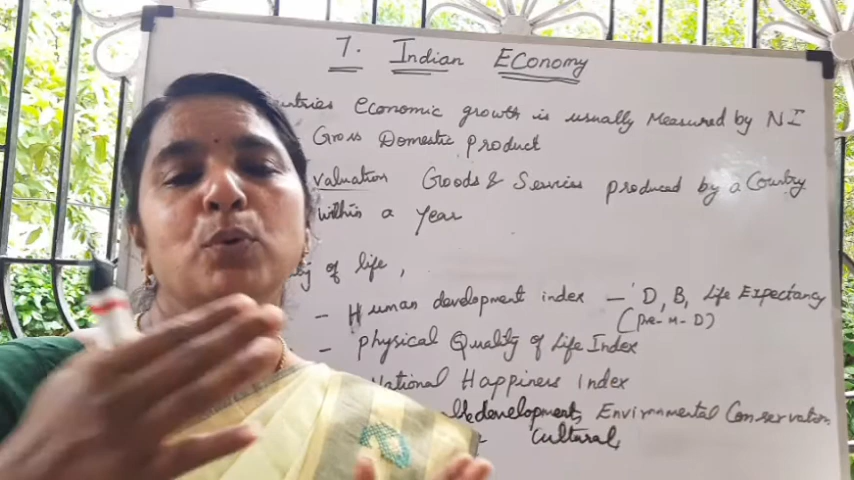 7. Indian Economy
economic growth is usually Measured by NI
Gross Domestic Product
valuation Goods & Services produced by a Country
within a Year
of life,
- Human development index - D, B, Life Expectancy
(Pre-M-D)
- Physical Quality of Life Index
National Happiness Index
development, Environmental Conservation
Cultural